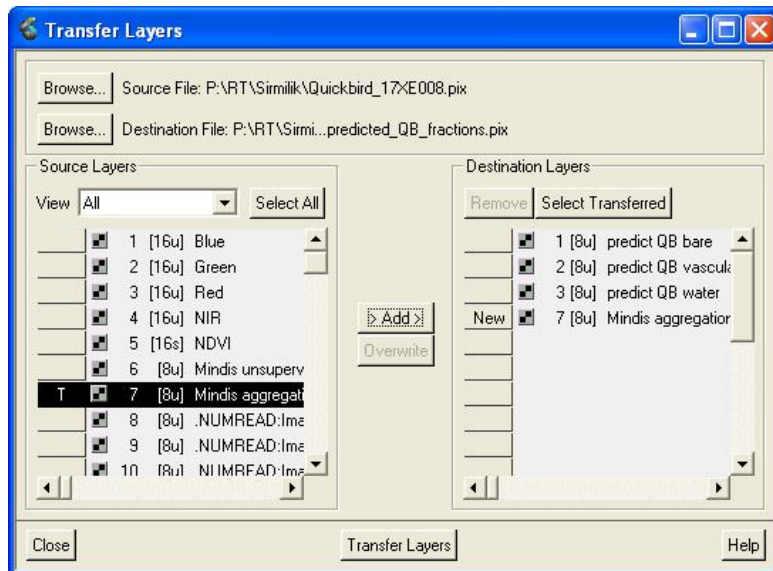 Transfer Layers
Browse... Source File: P:\RT\Sirmilik\Quickbird_17XE008.pix
Browse... Destination File: P:\RT\Sirmi...predicted_QB_fractions.pix
Source Layers
View All Select All
1 [16u] Blue
2 [16u] Green
3 [16u] Red
4 [16u] NIR
5 [16s] NDVI
6 [8u] Mindis unsuperv
T 7 [8u] Mindis aggregati
8 [8u] .NUMREAD:Ima
9 [8u] .NUMREAD:Ima
10 [8u] .NUMREAD:Ima
> Add >
Overwrite
Destination Layers
Remove Select Transferred
1 [8u] predict QB bare
2 [8u] predict QB vascula
3 [8u] predict QB water
New 7 [8u] Mindis aggregation
Close Transfer Layers Help